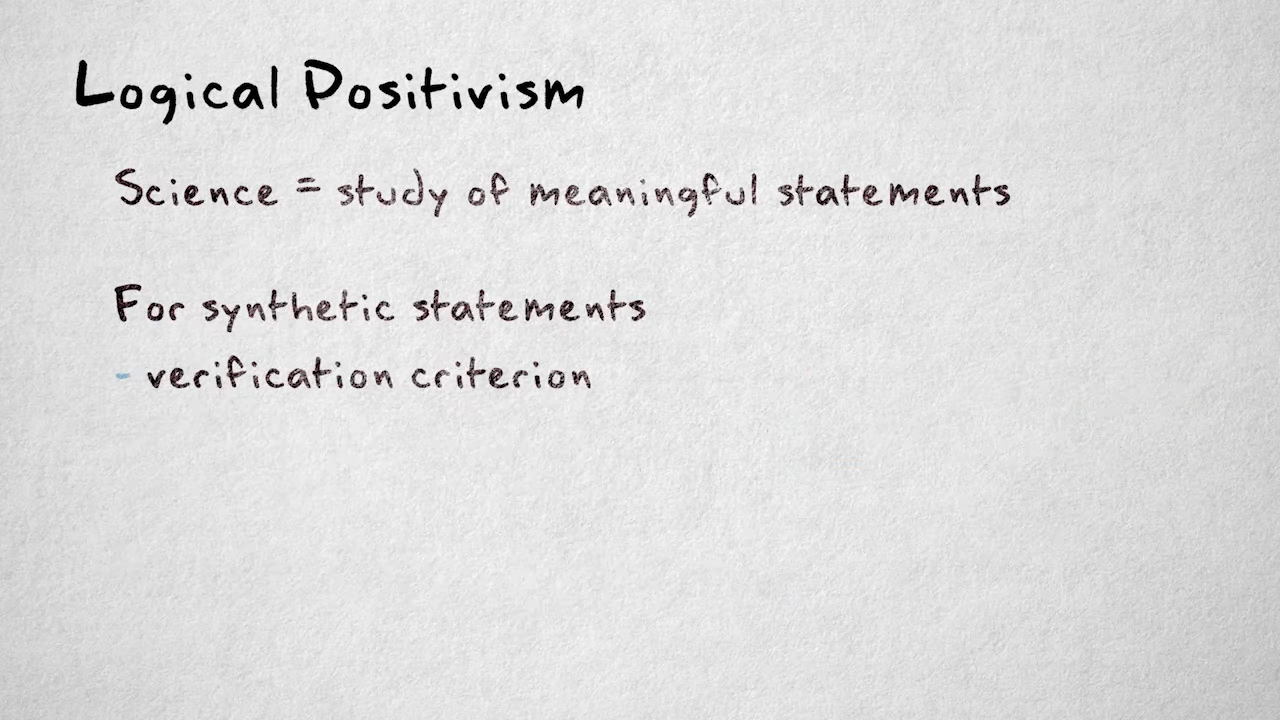 Logical Positivism
Science = study of meaningful statements
For synthetic statements
- verification criterion